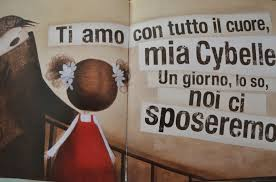 Ti amo con tutto il cuore,
mia Cybelle
Un giorno, lo so,
noi ci
sposeremo